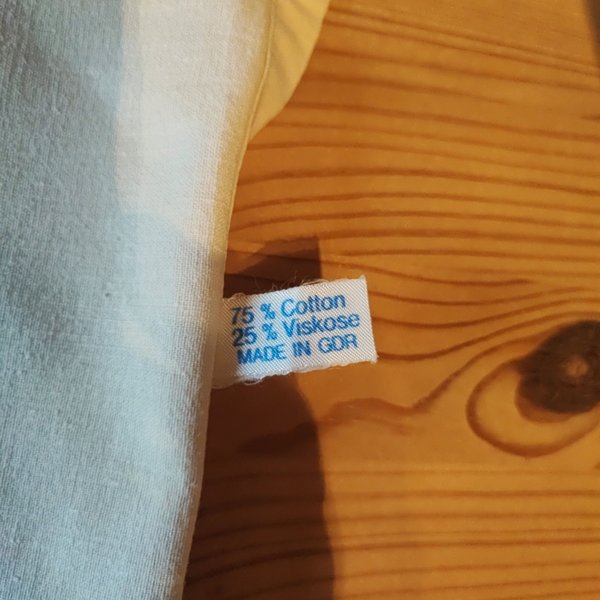 75 % Cotton
25 % Viskose
MADE IN GDR